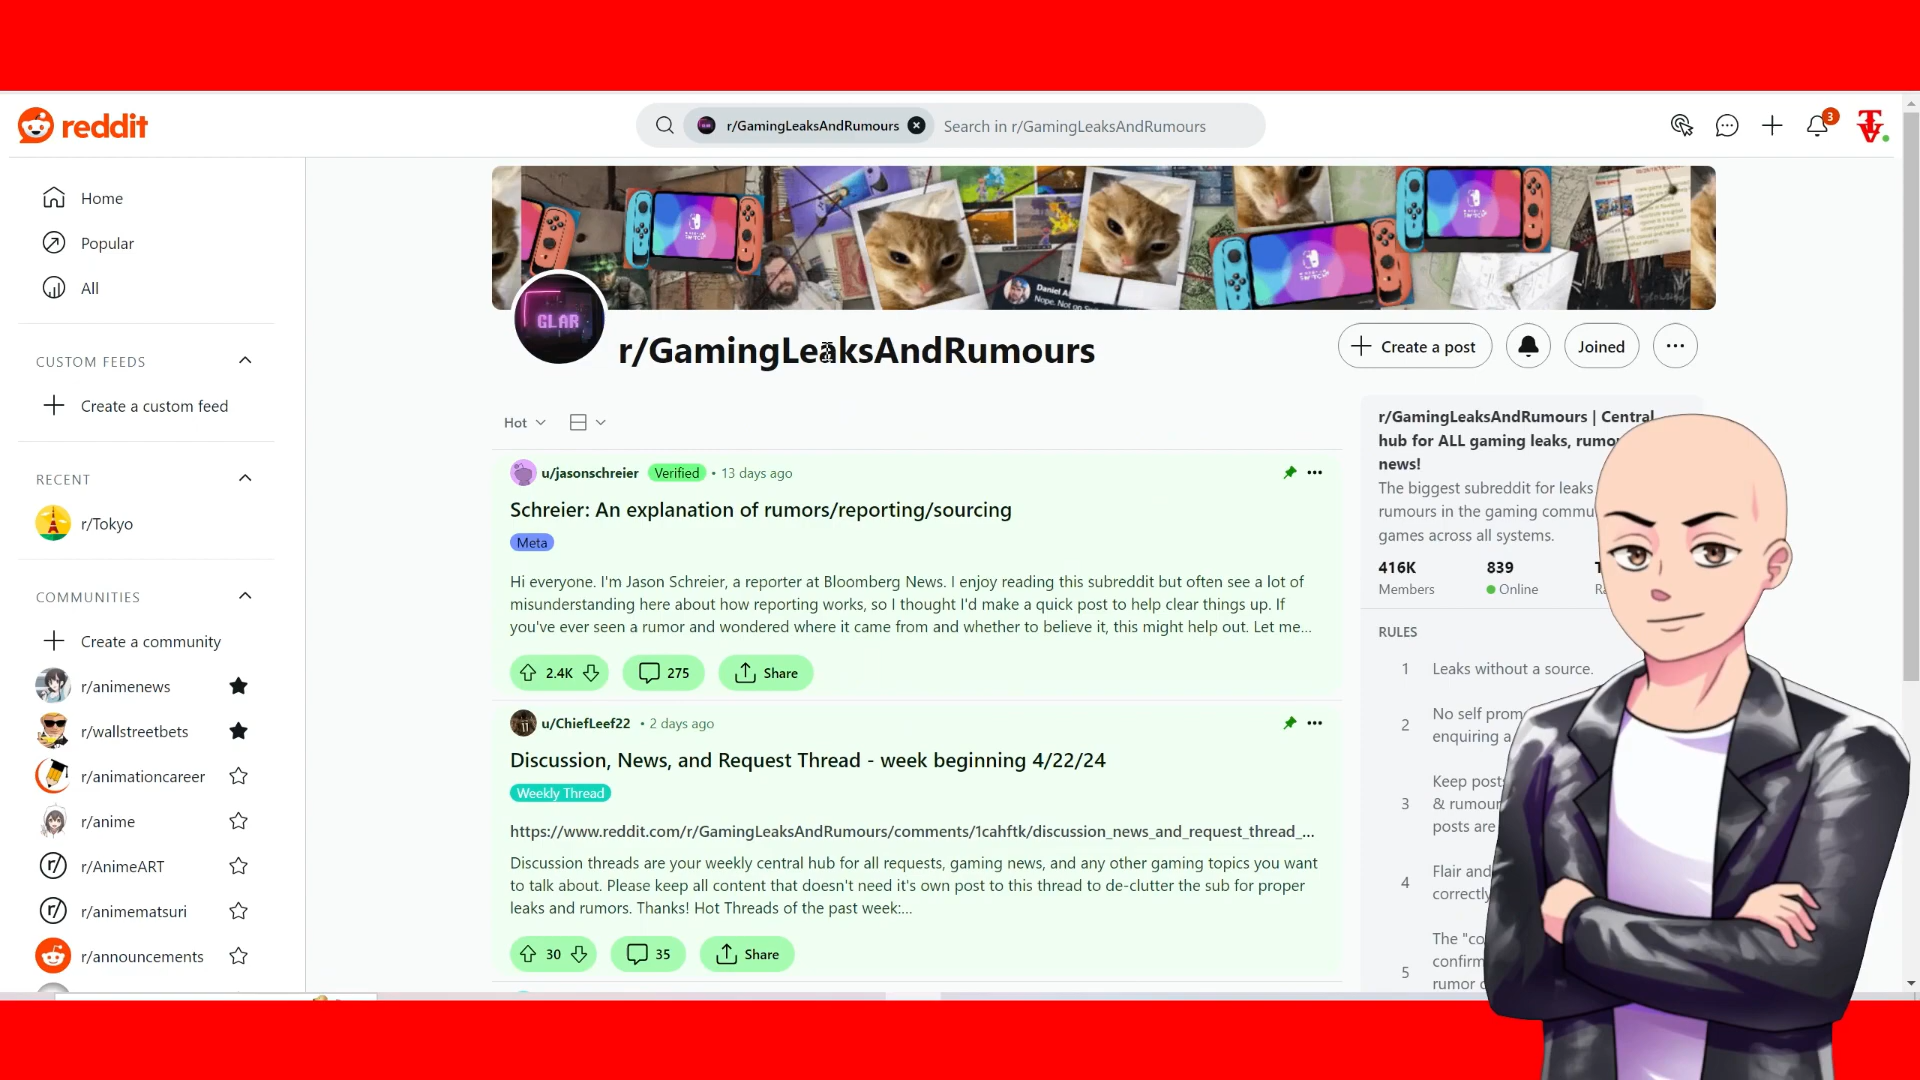 reddit
r/GamingLeaksAndRumours
Search in r/GamingLeaksAndRumours
3
Home
Popular
All
CUSTOM FEEDS
Create a custom feed
RECENT
r/Tokyo
COMMUNITIES
Create a community
r/animenews
r/wallstreetbets
r/animationcareer
r/anime
r/AnimeART
r/animematsuri
r/announcements
Daniel
Nope. Not on
GLAR
r/GamingLeaksAndRumours
Create a post
Joined
Hot
u/jasonschreier Verified • 13 days ago
Schreier: An explanation of rumors/reporting/sourcing
Meta
Hi everyone. I'm Jason Schreier, a reporter at Bloomberg News. I enjoy reading this subreddit but often see a lot of
misunderstanding here about how reporting works, so I thought I'd make a quick post to help clear things up. If
you've ever seen a rumor and wondered where it came from and whether to believe it, this might help out. Let me...
2.4K 275 Share
u/ChiefLeef22 • 2 days ago
Discussion, News, and Request Thread - week beginning 4/22/24
Weekly Thread
https://www.reddit.com/r/GamingLeaksAndRumours/comments/1cahftk/discussion_news_and_request_thread_...
Discussion threads are your weekly central hub for all requests, gaming news, and any other gaming topics you want
to talk about. Please keep all content that doesn't need it's own post to this thread to de-clutter the sub for proper
leaks and rumors. Thanks! Hot Threads of the past week:...
30 35 Share
r/GamingLeaksAndRumours | Central
hub for ALL gaming leaks, rumo
news!
The biggest subreddit for leaks
rumours in the gaming commu
games across all systems.
416K 839
Members Online
RULES
1 Leaks without a source.
2 No self prom
enquiring a
3 Keep posts
& rumour
posts are
4 Flair and
correctly
5 The "co
confirm
rumor